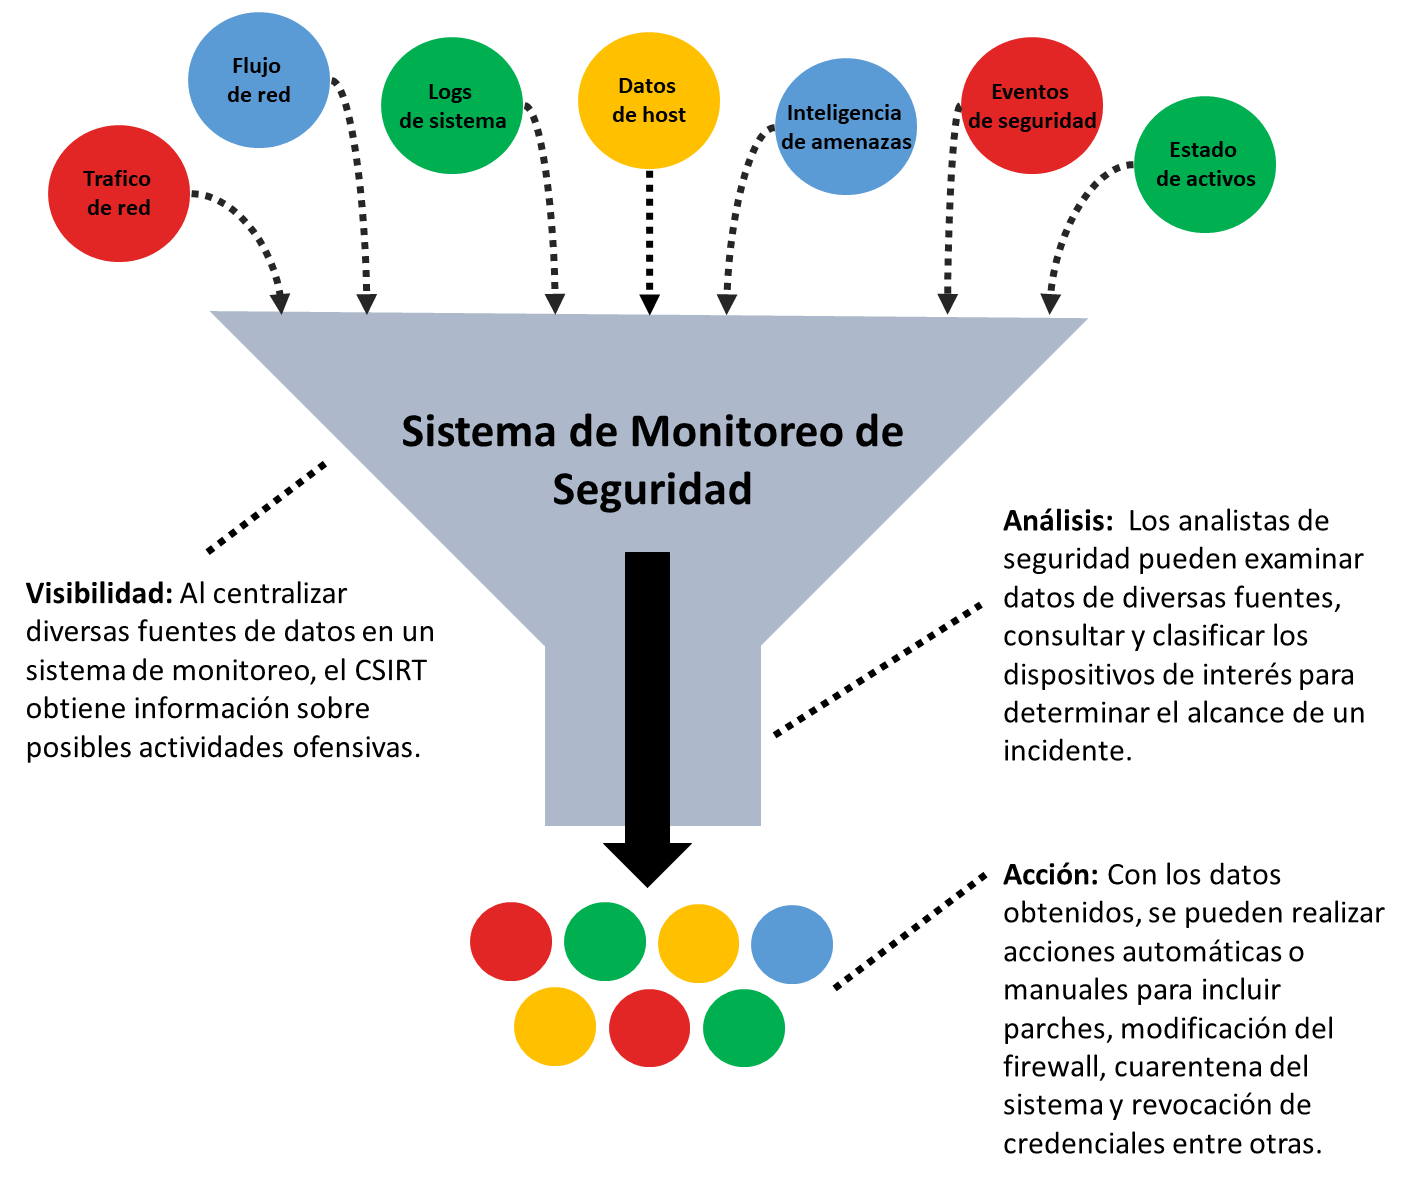 Flujo
de red
Logs
de sistema
Datos
de host
Inteligencia
de amenazas
Eventos
de seguridad
Estado
de activos
Trafico
de red
Sistema de Monitoreo de
Seguridad
Visibilidad: Al centralizar
diversas fuentes de datos en un
sistema de monitoreo, el CSIRT
obtiene información sobre
posibles actividades ofensivas.
Análisis: Los analistas de
seguridad pueden examinar
datos de diversas fuentes,
consultar y clasificar los
dispositivos de interés para
determinar el alcance de un
incidente.
Acción: Con los datos
obtenidos, se pueden realizar
acciones automáticas o
manuales para incluir
parches, modificación del
firewall, cuarentena del
sistema y revocación de
credenciales entre otras.